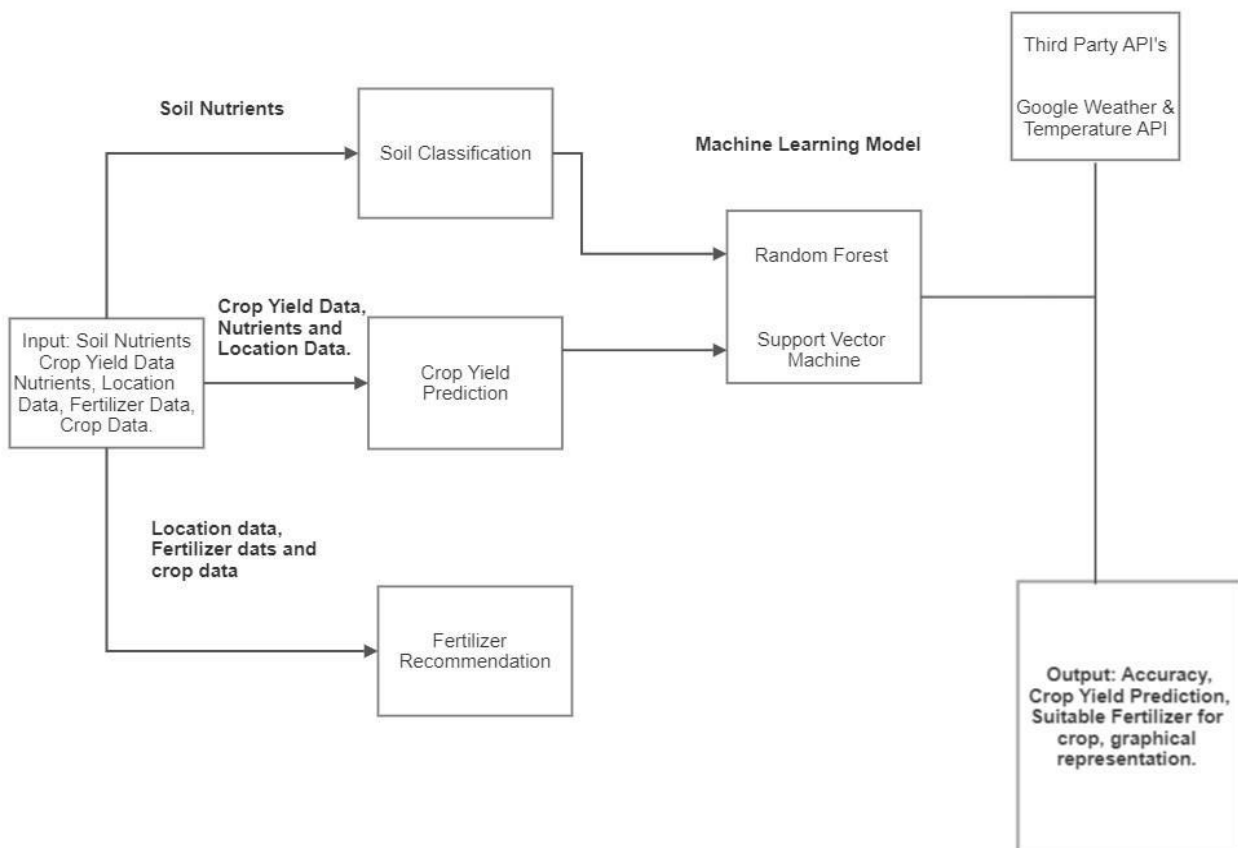 Third Party API's
Google Weather &
Temperature API
Soil Nutrients
Soil Classification
Machine Learning Model
Random Forest
Support Vector
Machine
Crop Yield Data,
Nutrients and
Location Data.
Input: Soil Nutrients
Crop Yield Data
Nutrients, Location
Data, Fertilizer Data,
Crop Data.
Crop Yield
Prediction
Location data,
Fertilizer dats and
crop data
Fertilizer
Recommendation
Output: Accuracy,
Crop Yield Prediction,
Suitable Fertilizer for
crop, graphical
representation.